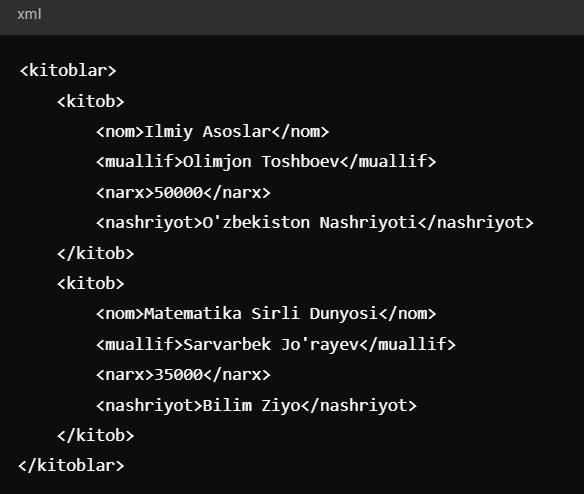 xml
<kitoblar>
<kitob>
<nom>Ilmiy Asoslar</nom>
<muallif>Olimjon Toshboev</muallif>
<narx>50000</narx>
<nashriyot>O'zbekiston Nashriyoti</nashriyot>
</kitob>
<kitob>
<nom>Matematika Sirli Dunyosi</nom>
<muallif>Sarvarbek Jo'rayev</muallif>
<narx>35000</narx>
<nashriyot>Bilim Ziyo</nashriyot>
</kitob>
</kitoblar>